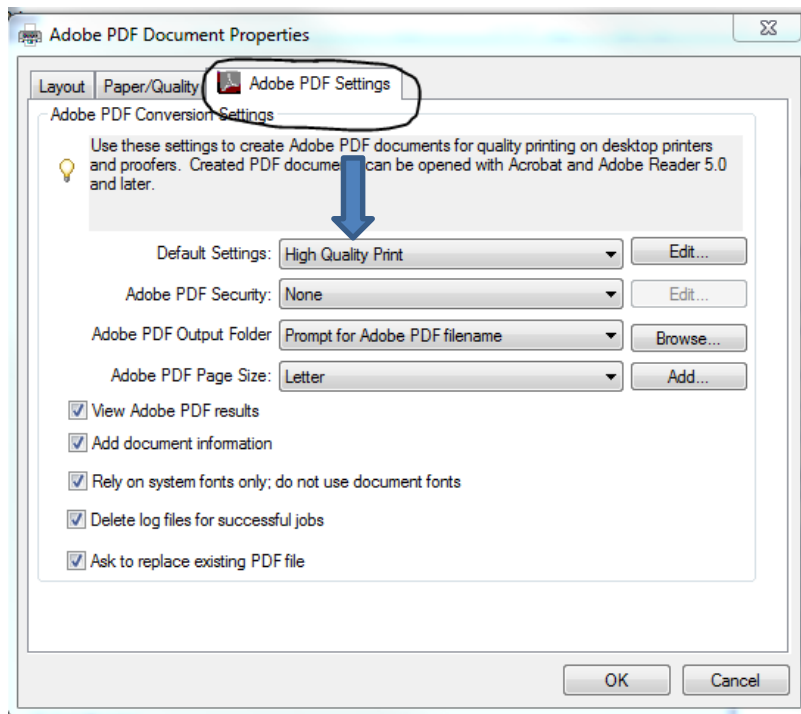 Adobe PDF Document Properties
Layout Paper/Quality Adobe PDF Settings
Adobe PDF Conversion Settings
Use these settings to create Adobe PDF documents for quality printing on desktop printers
and proofers. Created PDF documents can be opened with Acrobat and Adobe Reader 5.0
and later.
Default Settings: High Quality Print Edit...
Adobe PDF Security: None Edit...
Adobe PDF Output Folder Prompt for Adobe PDF filename Browse...
Adobe PDF Page Size: Letter Add...
View Adobe PDF results
Add document information
Rely on system fonts only; do not use document fonts
Delete log files for successful jobs
Ask to replace existing PDF file
OK Cancel